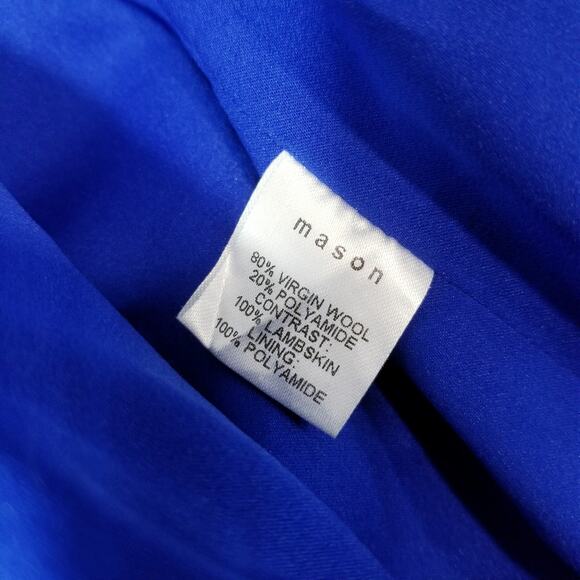 mason
80% VIRGIN WOOL
20% POLYAMIDE
CONTRAST:
100% LAMBSKIN
LINING:
100% POLYAMIDE